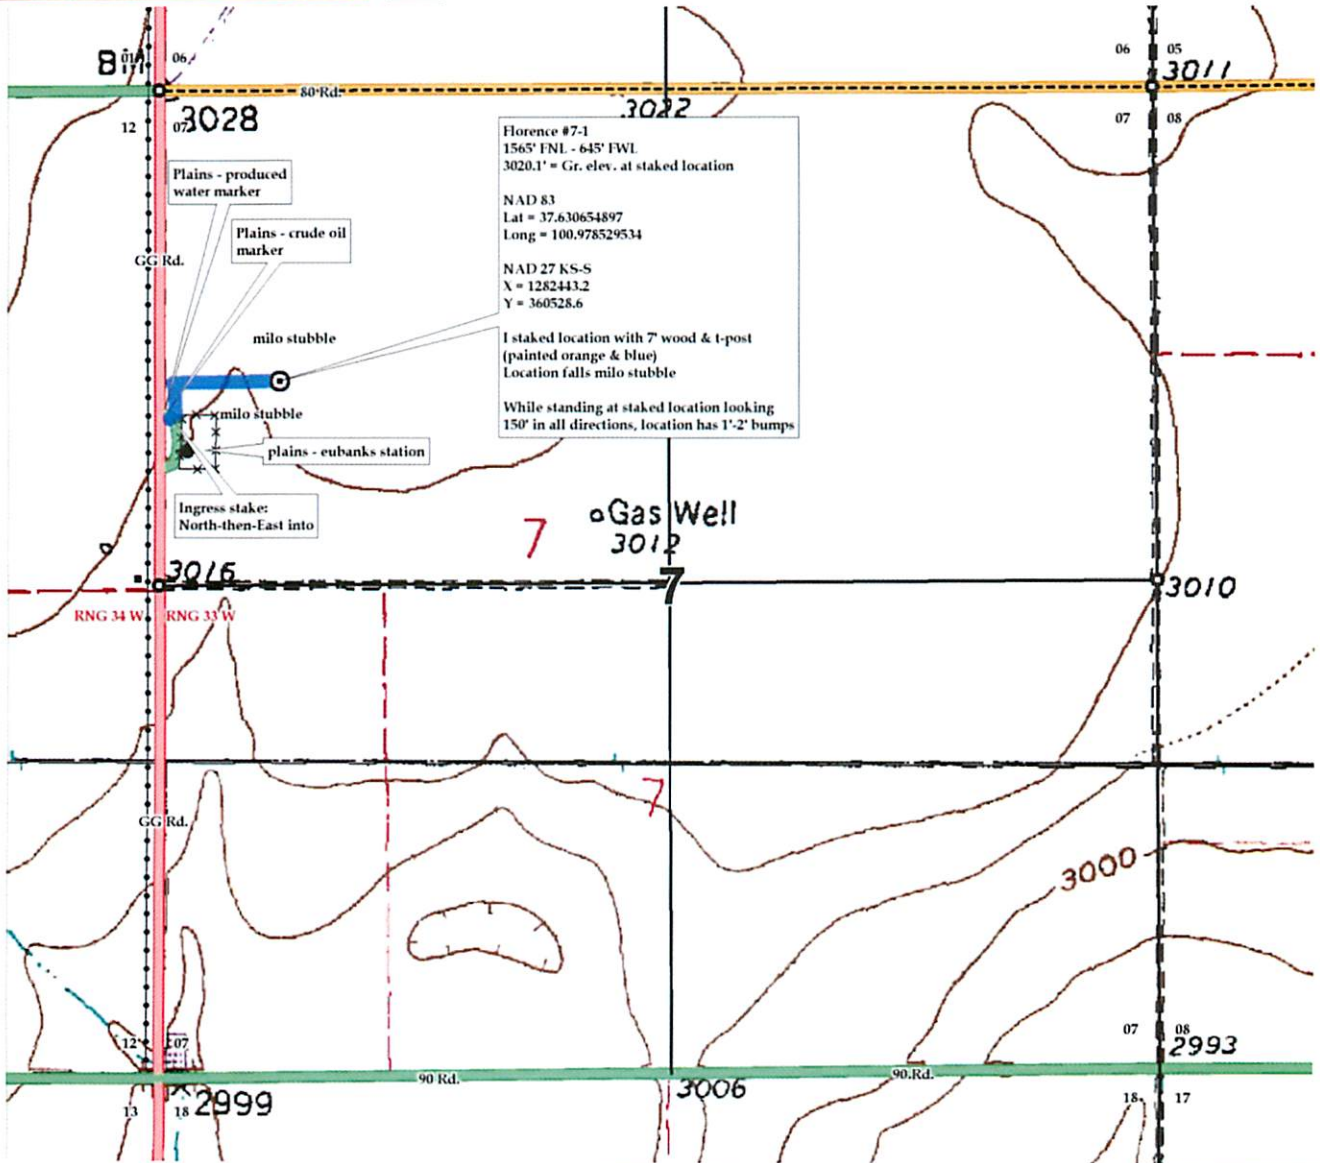 01
06
06
05
3011
80 Rd.
3028
3022
12
07
07
08
Florence #7-1
1565' FNL - 645' FWL
3020.1' = Gr. elev. at staked location
NAD 83
Lat = 37.630654897
Long = 100.978529534
NAD 27 KS-S
X = 1282443.2
Y = 360528.6
I staked location with 7' wood & t-post
(painted orange & blue)
Location falls milo stubble
While standing at staked location looking
150' in all directions, location has 1'-2' bumps
Plains - produced
water marker
Plains - crude oil
marker
GG Rd.
milo stubble
milo stubble
plains - eubanks station
Ingress stake:
North-then-East into
Gas Well
3012
7
3016
7
3010
RNG 34 W
RNG 33 W
7
GG Rd.
3000
12
07
07
08
2993
90 Rd.
90 Rd.
3006
13
18
2999
18
17